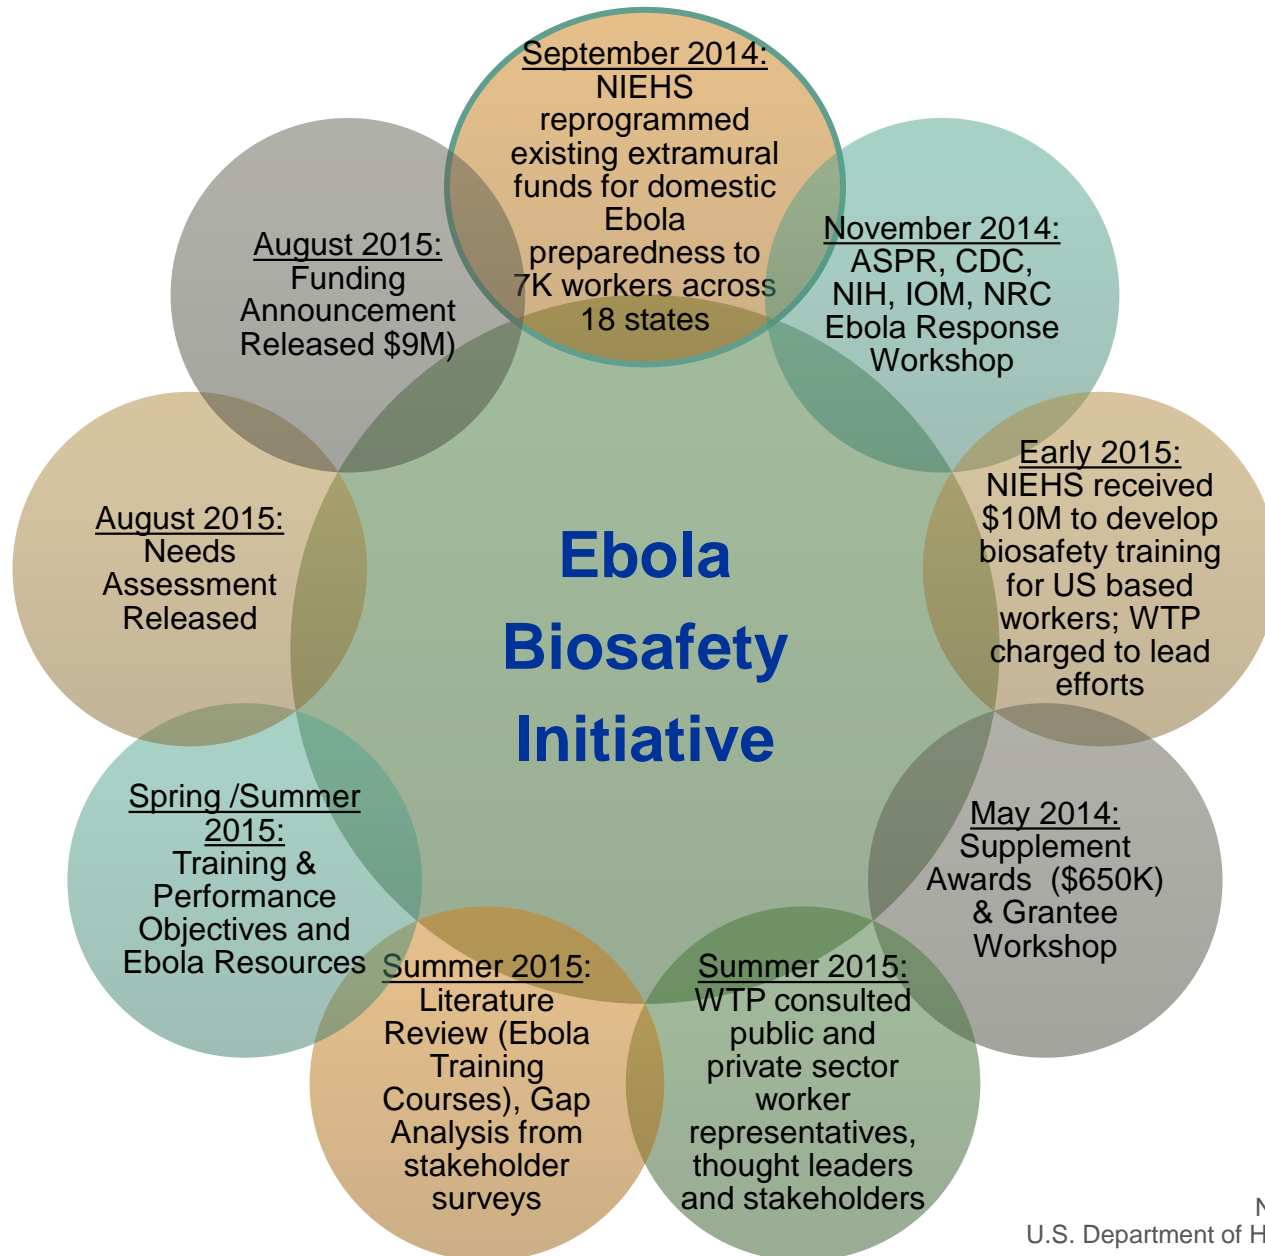 September 2014:
NIEHS
reprogrammed
existing extramural
funds for domestic
Ebola
preparedness to
7K workers across
18 states
November 2014:
ASPR, CDC,
NIH, IOM, NRC
Ebola Response
Workshop
Early 2015:
NIEHS received
$10M to develop
biosafety training
for US based
workers; WTP
charged to lead
efforts
May 2014:
Supplement
Awards ($650K)
& Grantee
Workshop
Summer 2015:
WTP consulted
public and
private sector
worker
representatives,
thought leaders
and stakeholders
Summer 2015:
Literature
Review (Ebola
Training
Courses), Gap
Analysis from
stakeholder
surveys
Spring /Summer
2015:
Training &
Performance
Objectives and
Ebola Resources
August 2015:
Needs
Assessment
Released
August 2015:
Funding
Announcement
Released $9M)
Ebola
Biosafety
Initiative
N
U.S. Department of H